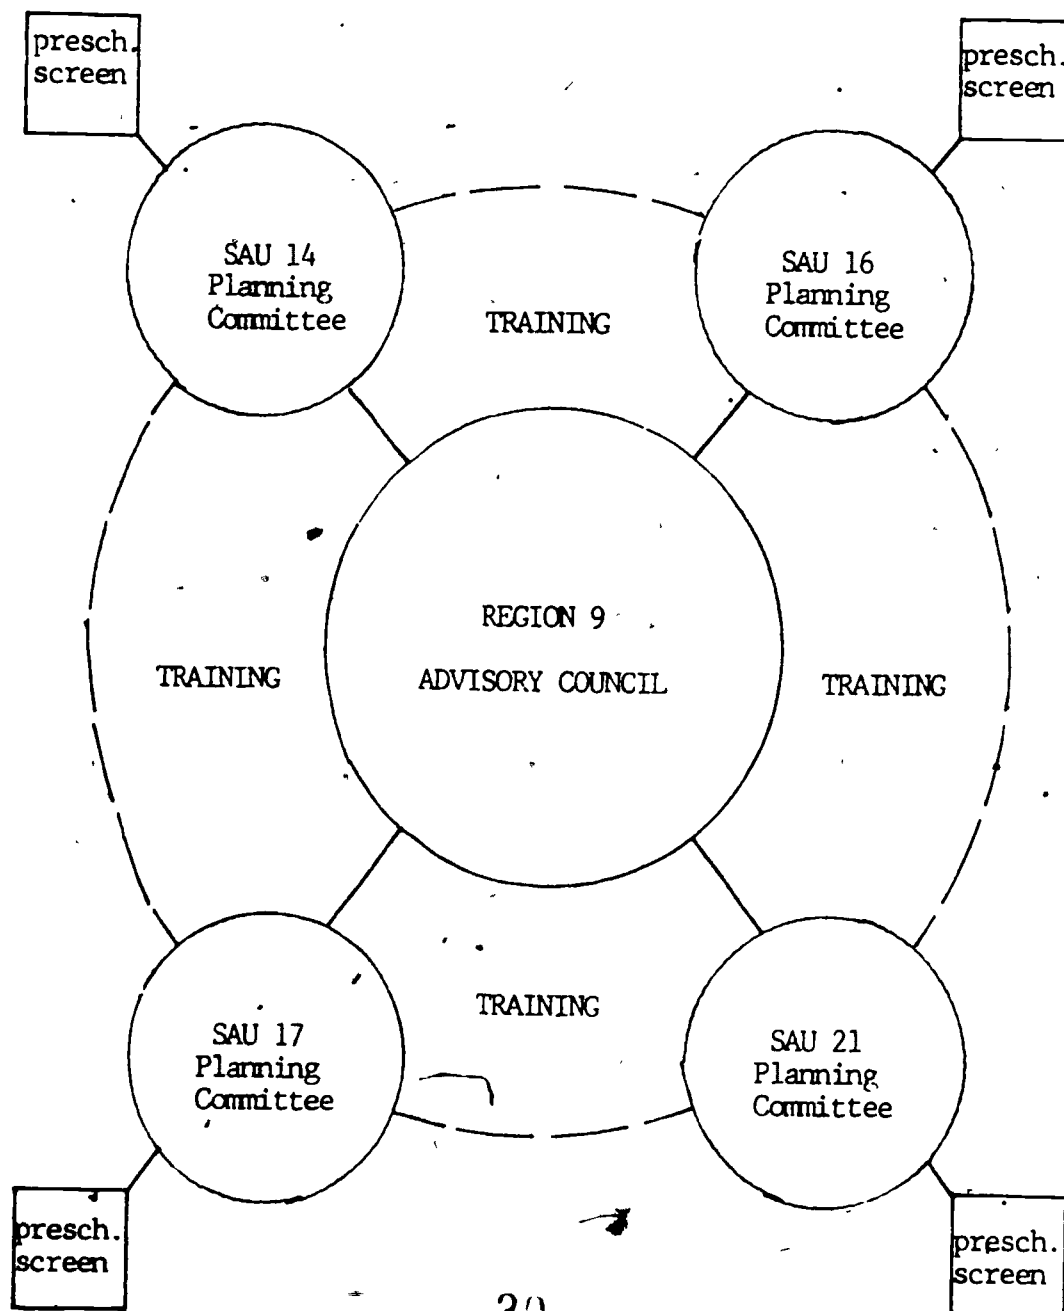 presch.
screen
presch.
screen
SAU 14
Planning
Committee
SAU 16
Planning
Committee
TRAINING
REGION 9
ADVISORY COUNCIL
TRAINING
TRAINING
TRAINING
SAU 17
Planning
Committee
SAU 21
Planning
Committee
presch.
screen
presch.
screen
30